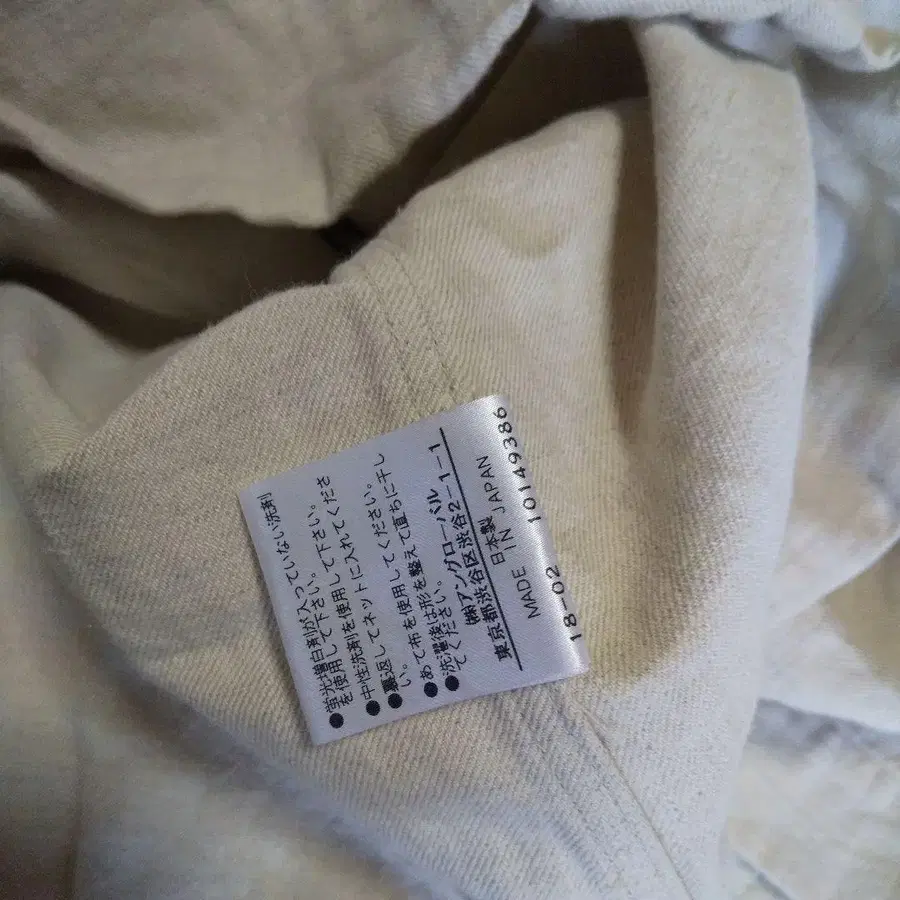 ●蛍光増白剤が入っていない洗剤
を使用して下さい。
中性洗剤を使用して下さい。
●裏返してネットに入れてくださ
い。
●あて布を使用してください。
●洗濯後は形を整えて直ちに干し
てください。
㈱アングローバル
東京都渋谷区渋谷2-1-1
日本製
MADE IN JAPAN
18-02 10149386